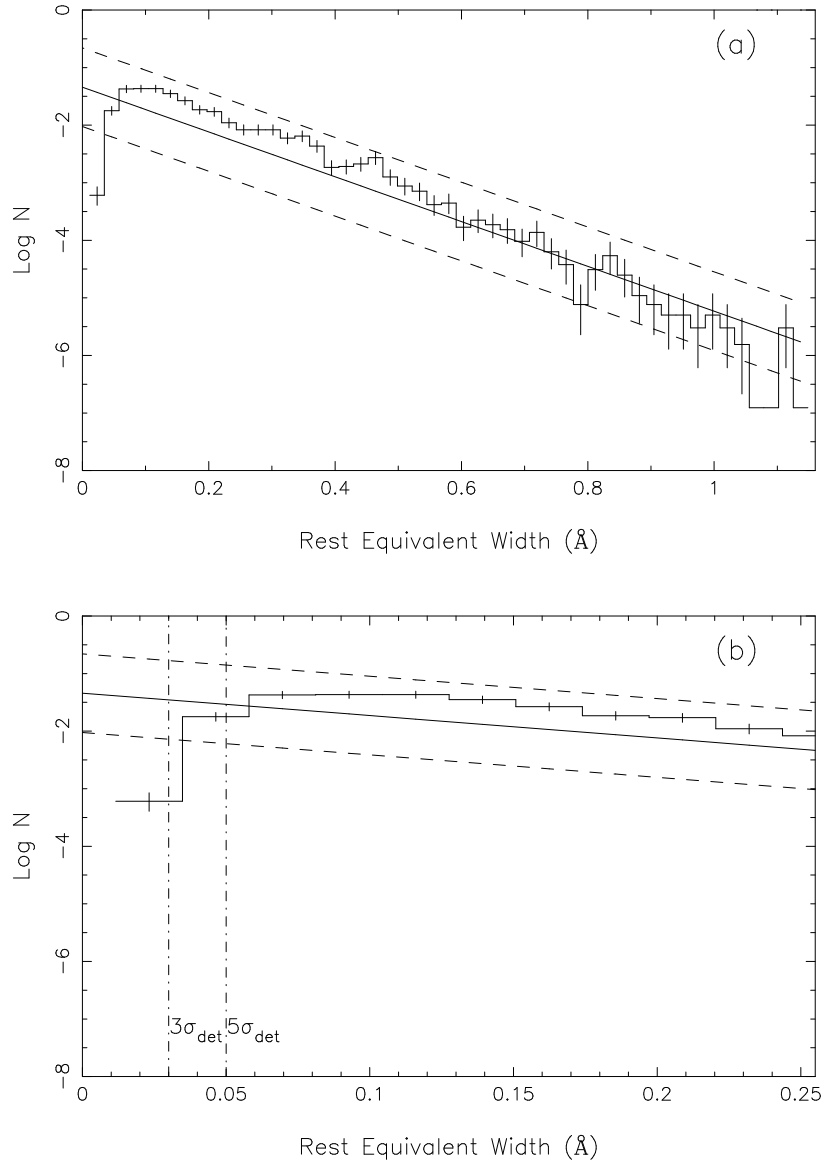 (a)
0
−2
−4
−6
−8
Log N
0 0.2 0.4 0.6 0.8 1
Rest Equivalent Width (Å)
(b)
0
−2
−4
−6
−8
Log N
3σdet 5σdet
0 0.05 0.1 0.15 0.2 0.25
Rest Equivalent Width (Å)